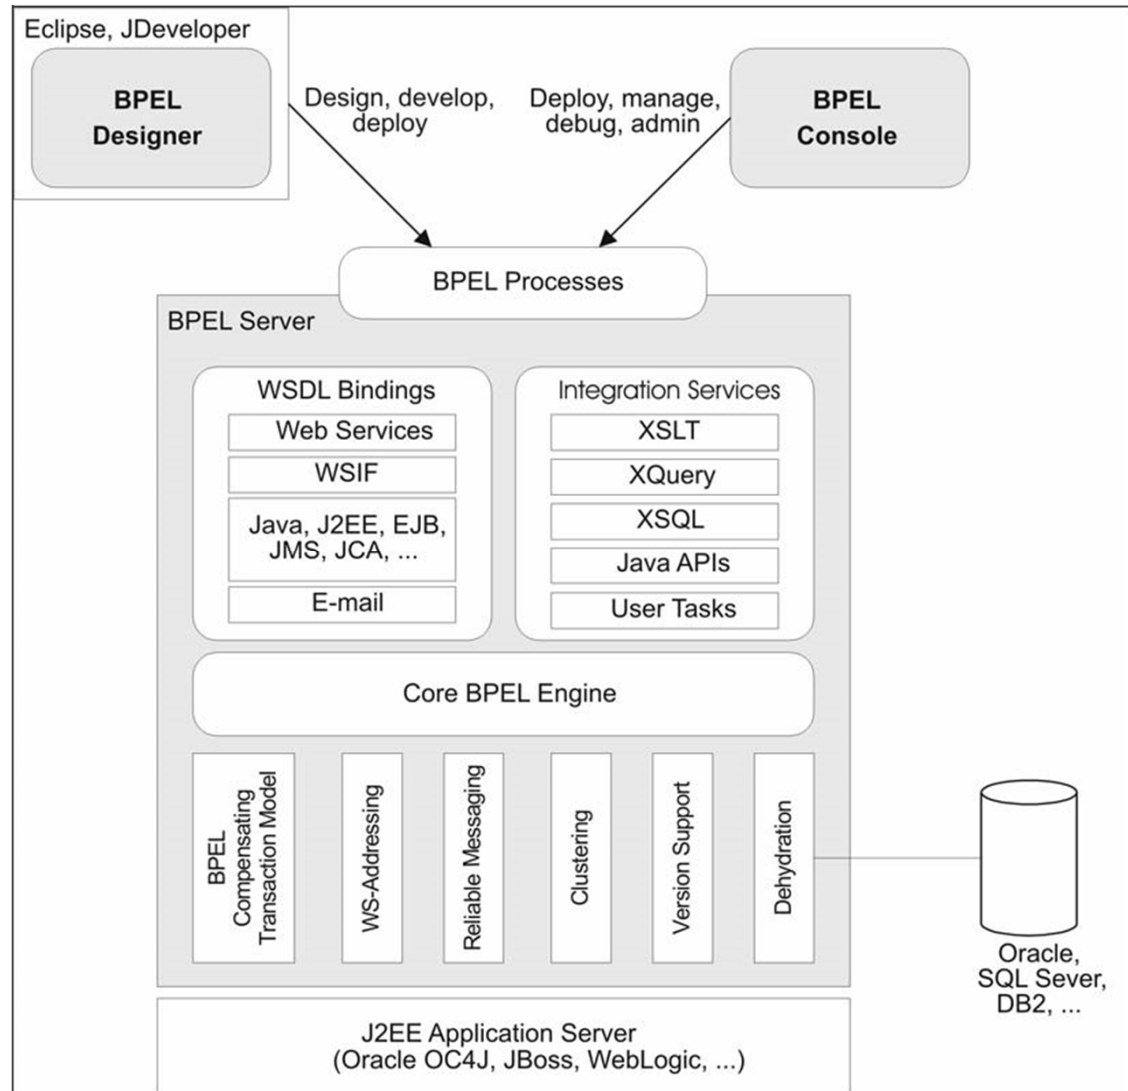 Eclipse, JDeveloper
BPEL
Designer
Design, develop,
deploy
Deploy, manage,
debug, admin
BPEL
Console
BPEL Processes
BPEL Server
WSDL Bindings
Web Services
WSIF
Java, J2EE, EJB,
JMS, JCA, ...
E-mail
Integration Services
XSLT
XQuery
XSQL
Java APIs
User Tasks
Core BPEL Engine
BPEL
Compensating
Transaction Model
WS-Addressing
Reliable Messaging
Clustering
Version Support
Dehydration
Oracle,
SQL Sever,
DB2, ...
J2EE Application Server
(Oracle OC4J, JBoss, WebLogic, ...)